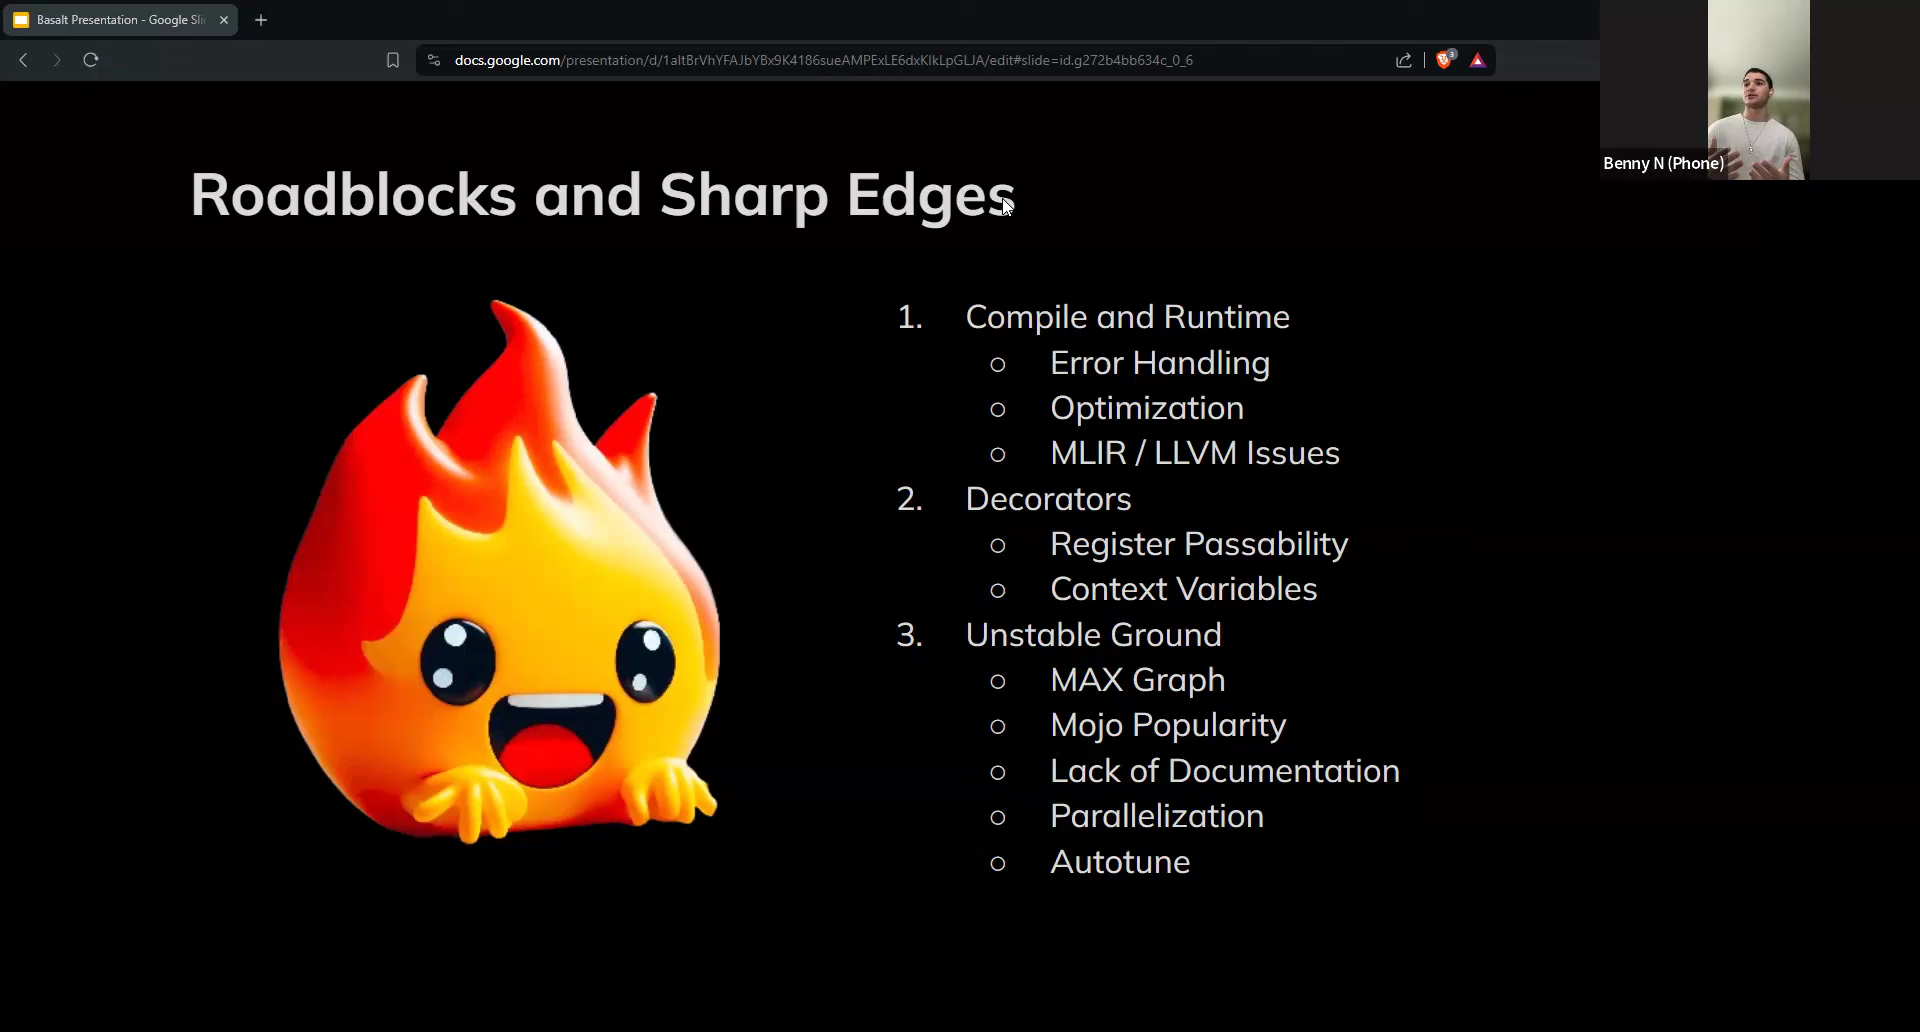 Basalt Presentation - Google Sli
docs.google.com/presentation/d/1altBrVhYFAJbYBx9K4186sueAMPExLE6dxKlkLpGLJA/edit#slide=id.g272b4bb634c_0_6
3
Benny N (Phone)
Roadblocks and Sharp Edges
1. Compile and Runtime
○ Error Handling
○ Optimization
○ MLIR / LLVM Issues
2. Decorators
○ Register Passability
○ Context Variables
3. Unstable Ground
○ MAX Graph
○ Mojo Popularity
○ Lack of Documentation
○ Parallelization
○ Autotune